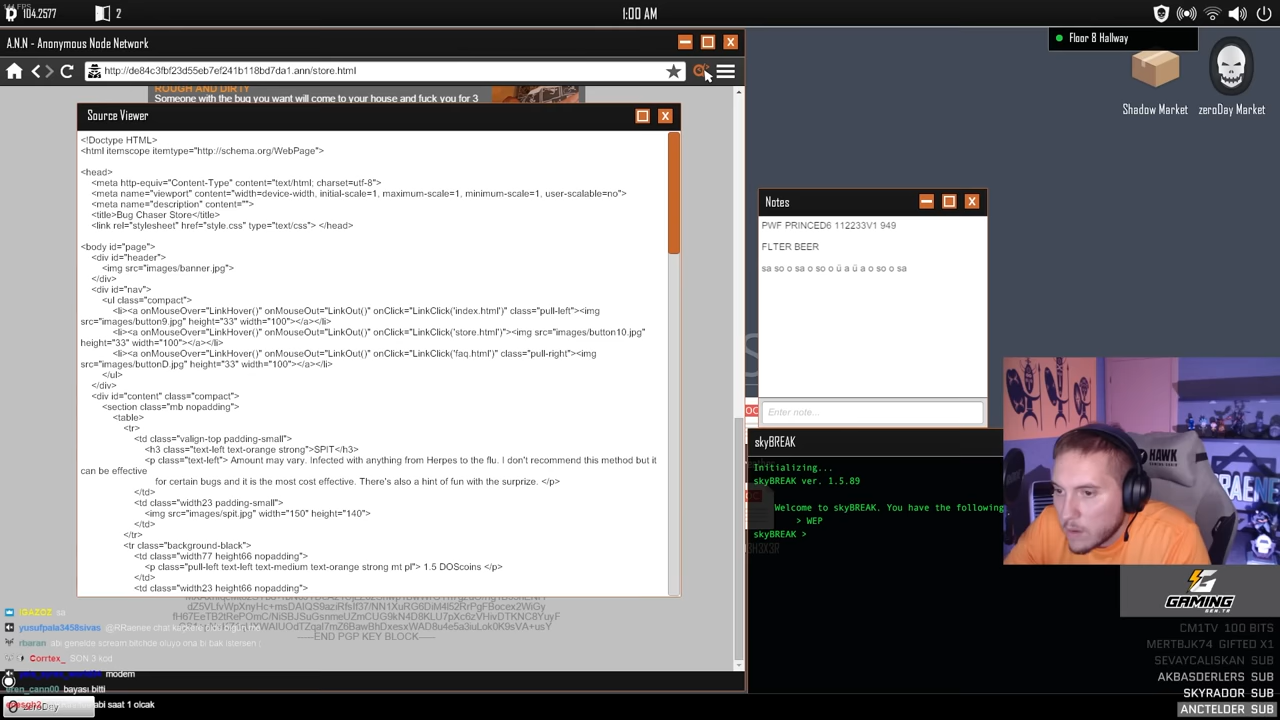 104.2577
2
1:00 AM
A.N.N - Anonymous Node Network
Floor 8 Hallway
http://de84c3fbf23d55eb7ef241b118bd7da1.ann/store.html
Shadow Market
zeroDay Market
ROUGH AND DIRTY
Someone with the bug you want will come to your house and fuck you for 3
Source Viewer
<!Doctype HTML>
<html itemscope itemtype="http://schema.org/WebPage">
<head>
<meta http-equiv="Content-Type" content="text/html; charset=utf-8">
<meta name="viewport" content="width=device-width, initial-scale=1, maximum-scale=1, minimum-scale=1, user-scalable=no">
<meta name="description" content="">
<title>Bug Chaser Store</title>
<link rel="stylesheet" href="style.css" type="text/css"> </head>
<body id="page">
<div id="header">
<img src="images/banner.jpg">
</div>
<div id="nav">
<ul class="compact">
<li><a onMouseOver="LinkHover()" onMouseOut="LinkOut()" onClick="LinkClick('index.html')" class="pull-left"><img
src="images/button9.jpg" height="33" width="100"></a></li>
<li><a onMouseOver="LinkHover()" onMouseOut="LinkOut()" onClick="LinkClick('store.html')"><img src="images/button10.jpg"
height="33" width="100"></a></li>
<li><a onMouseOver="LinkHover()" onMouseOut="LinkOut()" onClick="LinkClick('faq.html')" class="pull-right"><img
src="images/buttonD.jpg" height="33" width="100"></a></li>
</ul>
</div>
<div id="content" class="compact">
<section class="mb nopadding">
<table>
<tr>
<td class="valign-top padding-small">
<h3 class="text-left text-orange strong">SPIT</h3>
<p class="text-left"> Amount may vary. Infected with anything from Herpes to the flu. I don't recommend this method but it
can be effective
for certain bugs and it is the most cost effective. There's also a hint of fun with the surprize. </p>
</td>
<td class="width23 padding-small">
<img src="images/spit.jpg" width="150" height="140">
</td>
</tr>
<tr class="background-black">
<td class="width77 height66 nopadding">
<p class="pull-left text-left text-medium text-orange strong mt pl"> 1.5 DOScoins </p>
</td>
<td class="width23 height66 nopadding">
Notes
PWF PRINCED6 112233V1 949
FLTER BEER
sa so o sa o so o ü a ü a o so o sa
Enter note...
skyBREAK
Initializing...
skyBREAK ver. 1.5.89
Welcome to skyBREAK. You have the following
> WEP
skyBREAK >
HAWK
GAMING
GEN.TR
-----END PGP KEY BLOCK-----
IGAZOZ: sa
yusufpala3458sivas
rbaran
Corrtex_: SON 3 kod
modem
bayası bitti
abi saat 1 olcak
zeroDay
CM1TV 100 BITS
MERTBJK74 GIFTED X1
SEVAYCALISKAN SUB
AKBASDERLERS SUB
SKYRADOR SUB
ANCTELDER SUB